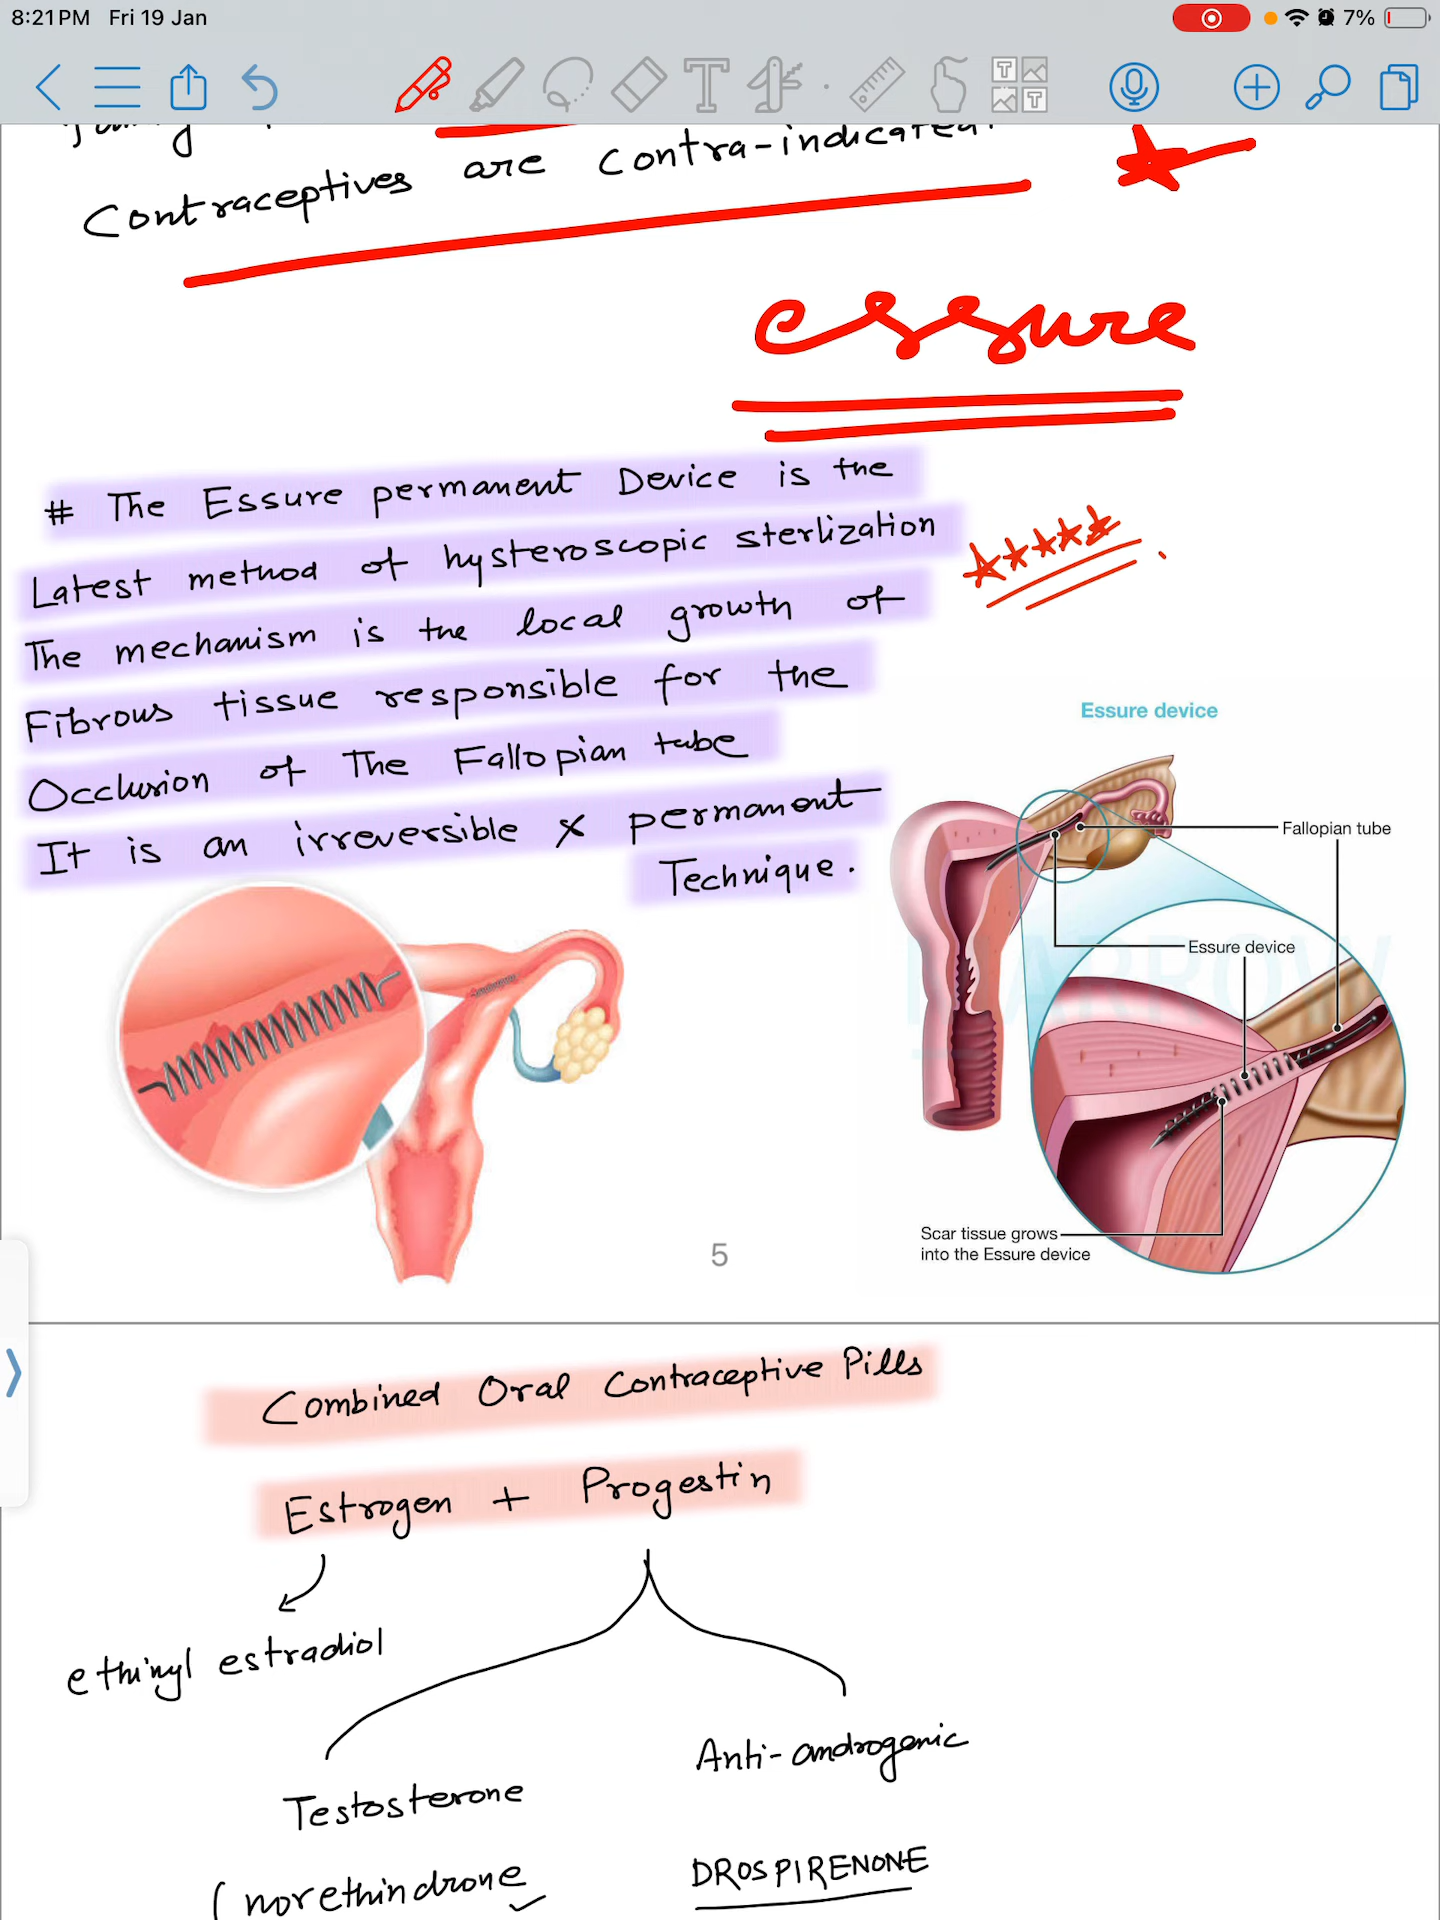 8:21 PM Fri 19 Jan
7%
Contraceptives are contra-indicated.
essure
# The Essure permanent Device is the
Latest method of hysteroscopic sterlization
The mechanism is the local growth of
Fibrous tissue responsible for the
Occlusion of The Fallopian tube
It is an irreversible & permanent
Technique.
Essure device
Fallopian tube
Essure device
Scar tissue grows
into the Essure device
5
Combined Oral Contraceptive Pills
Estrogen + Progestin
ethinyl estradiol
Anti-androgenic
Testosterone
DROSPIRENONE
(norethindrone